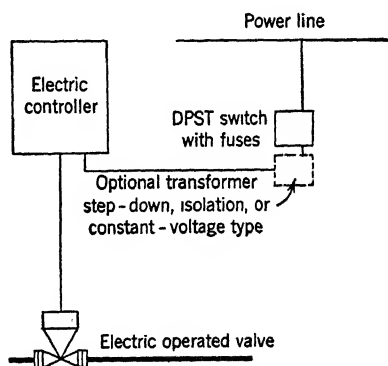 Power line
Electric
controller
DPST switch
with fuses
Optional transformer
step-down, isolation, or
constant-voltage type
Electric operated valve